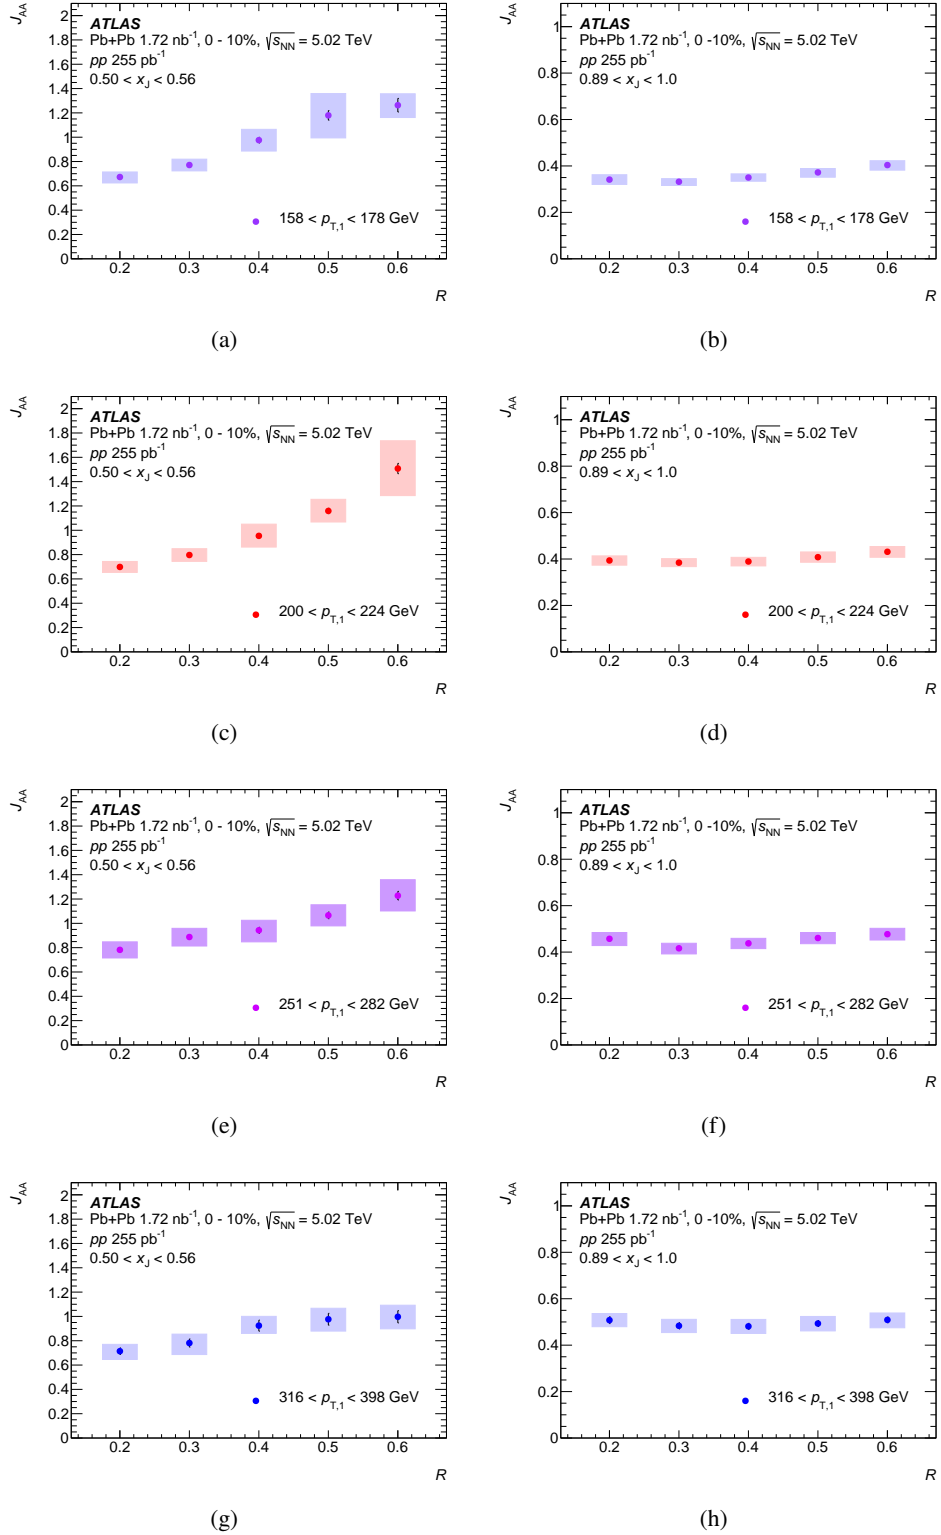 J_AA
2
1.8
1.6
1.4
1.2
1
0.8
0.6
0.4
0.2
0
ATLAS
Pb+Pb 1.72 nb⁻¹, 0 - 10%, √s_NN = 5.02 TeV
pp 255 pb⁻¹
0.50 < x_J < 0.56
158 < p_T,1 < 178 GeV
0.2 0.3 0.4 0.5 0.6
R
(a)
J_AA
1
0.8
0.6
0.4
0.2
0
ATLAS
Pb+Pb 1.72 nb⁻¹, 0 -10%, √s_NN = 5.02 TeV
pp 255 pb⁻¹
0.89 < x_J < 1.0
158 < p_T,1 < 178 GeV
0.2 0.3 0.4 0.5 0.6
R
(b)
J_AA
2
1.8
1.6
1.4
1.2
1
0.8
0.6
0.4
0.2
0
ATLAS
Pb+Pb 1.72 nb⁻¹, 0 - 10%, √s_NN = 5.02 TeV
pp 255 pb⁻¹
0.50 < x_J < 0.56
200 < p_T,1 < 224 GeV
0.2 0.3 0.4 0.5 0.6
R
(c)
J_AA
1
0.8
0.6
0.4
0.2
0
ATLAS
Pb+Pb 1.72 nb⁻¹, 0 -10%, √s_NN = 5.02 TeV
pp 255 pb⁻¹
0.89 < x_J < 1.0
200 < p_T,1 < 224 GeV
0.2 0.3 0.4 0.5 0.6
R
(d)
J_AA
2
1.8
1.6
1.4
1.2
1
0.8
0.6
0.4
0.2
0
ATLAS
Pb+Pb 1.72 nb⁻¹, 0 - 10%, √s_NN = 5.02 TeV
pp 255 pb⁻¹
0.50 < x_J < 0.56
251 < p_T,1 < 282 GeV
0.2 0.3 0.4 0.5 0.6
R
(e)
J_AA
1
0.8
0.6
0.4
0.2
0
ATLAS
Pb+Pb 1.72 nb⁻¹, 0 -10%, √s_NN = 5.02 TeV
pp 255 pb⁻¹
0.89 < x_J < 1.0
251 < p_T,1 < 282 GeV
0.2 0.3 0.4 0.5 0.6
R
(f)
J_AA
2
1.8
1.6
1.4
1.2
1
0.8
0.6
0.4
0.2
0
ATLAS
Pb+Pb 1.72 nb⁻¹, 0 - 10%, √s_NN = 5.02 TeV
pp 255 pb⁻¹
0.50 < x_J < 0.56
316 < p_T,1 < 398 GeV
0.2 0.3 0.4 0.5 0.6
R
(g)
J_AA
1
0.8
0.6
0.4
0.2
0
ATLAS
Pb+Pb 1.72 nb⁻¹, 0 -10%, √s_NN = 5.02 TeV
pp 255 pb⁻¹
0.89 < x_J < 1.0
316 < p_T,1 < 398 GeV
0.2 0.3 0.4 0.5 0.6
R
(h)